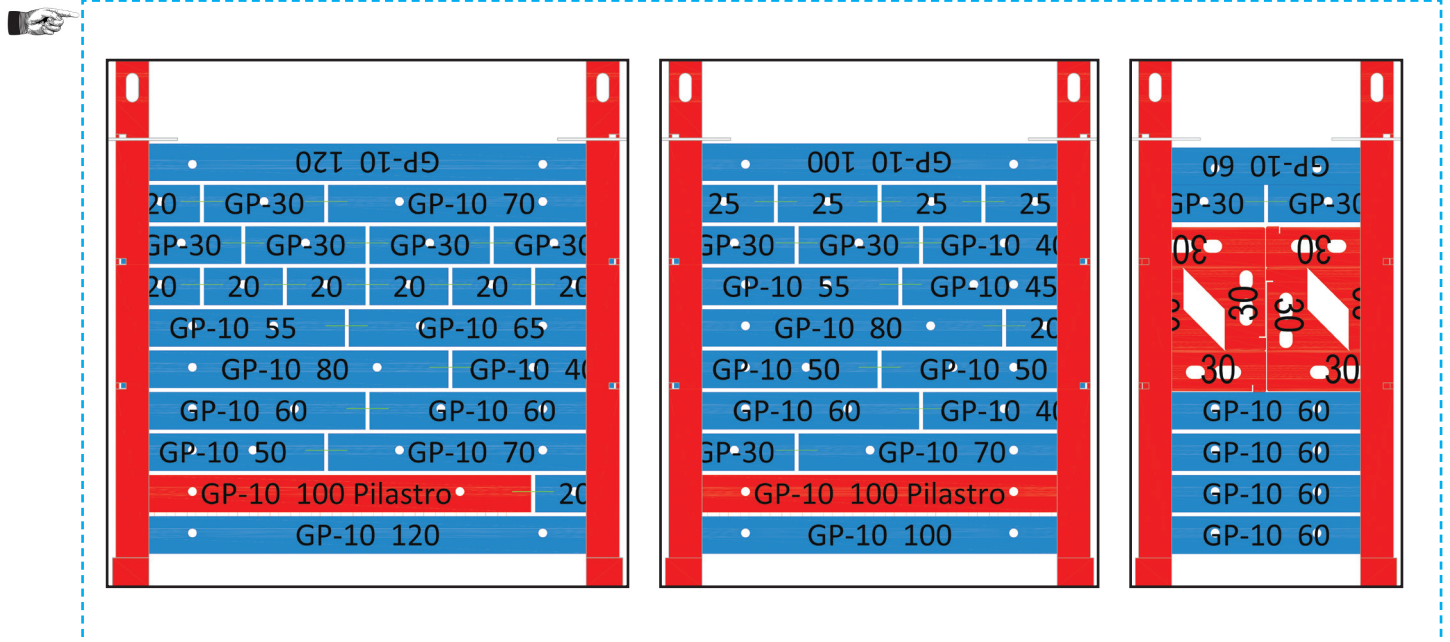 GP-10 120
20 GP-30 GP-10 70
GP-30 GP-30 GP-30 GP-30
20 20 20 20 20 20
GP-10 55 GP-10 65
GP-10 80 GP-10 40
GP-10 60 GP-10 60
GP-10 50 GP-10 70
GP-10 100 Pilastro 20
GP-10 120
GP-10 100
25 25 25 25
GP-30 GP-30 GP-10 40
GP-10 55 GP-10 45
GP-10 80 20
GP-10 50 GP-10 50
GP-10 60 GP-10 40
GP-30 GP-10 70
GP-10 100 Pilastro
GP-10 100
GP-10 60
GP-30 GP-30
30 30
30 30
30 30
GP-10 60
GP-10 60
GP-10 60
GP-10 60